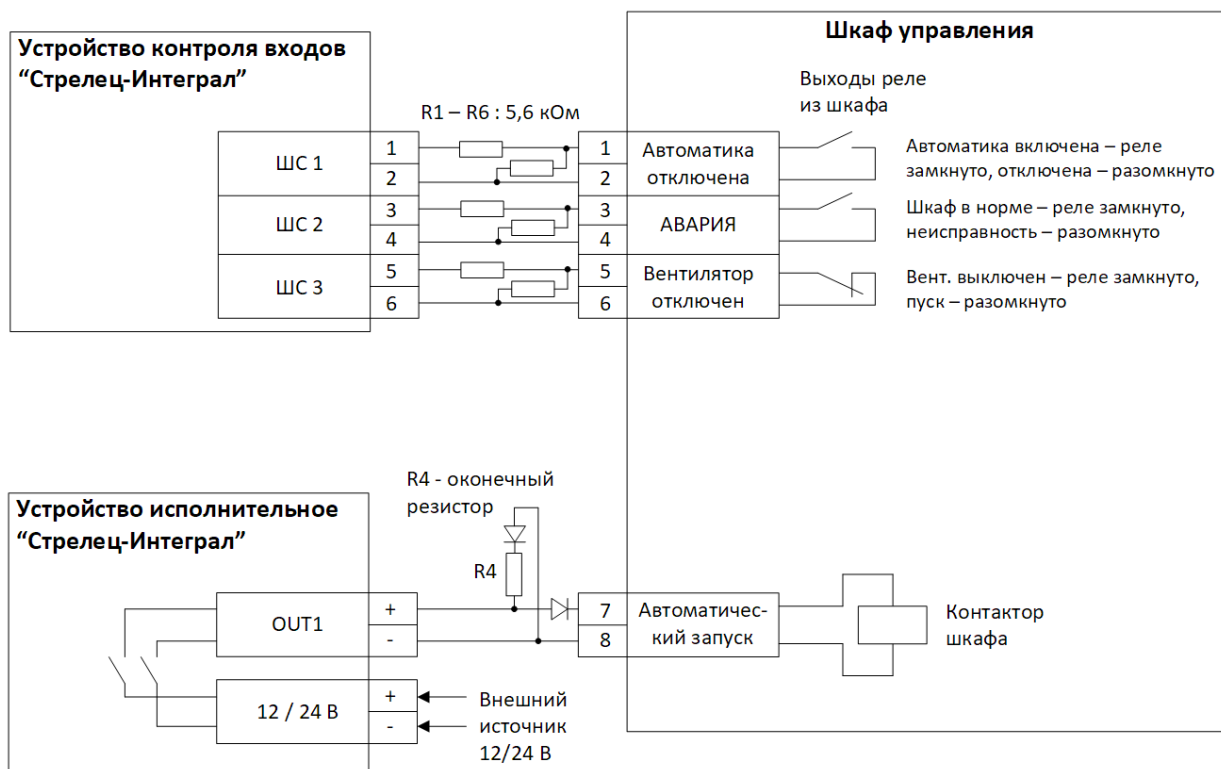 Устройство контроля входов
“Стрелец-Интеграл”
R1 – R6 : 5,6 кОм
ШС 1
1
2
ШС 2
3
4
ШС 3
5
6
Шкаф управления
Выходы реле
из шкафа
1
2
Автоматика
отключена
Автоматика включена – реле
замкнуто, отключена – разомкнуто
3
4
АВАРИЯ
Шкаф в норме – реле замкнуто,
неисправность – разомкнуто
5
6
Вентилятор
отключен
Вент. выключен – реле замкнуто,
пуск – разомкнуто
Устройство исполнительное
“Стрелец-Интеграл”
R4 - оконечный
резистор
R4
OUT1
+
-
12 / 24 В
+
-
Внешний
источник
12/24 В
7
8
Автоматичес-
кий запуск
Контактор
шкафа